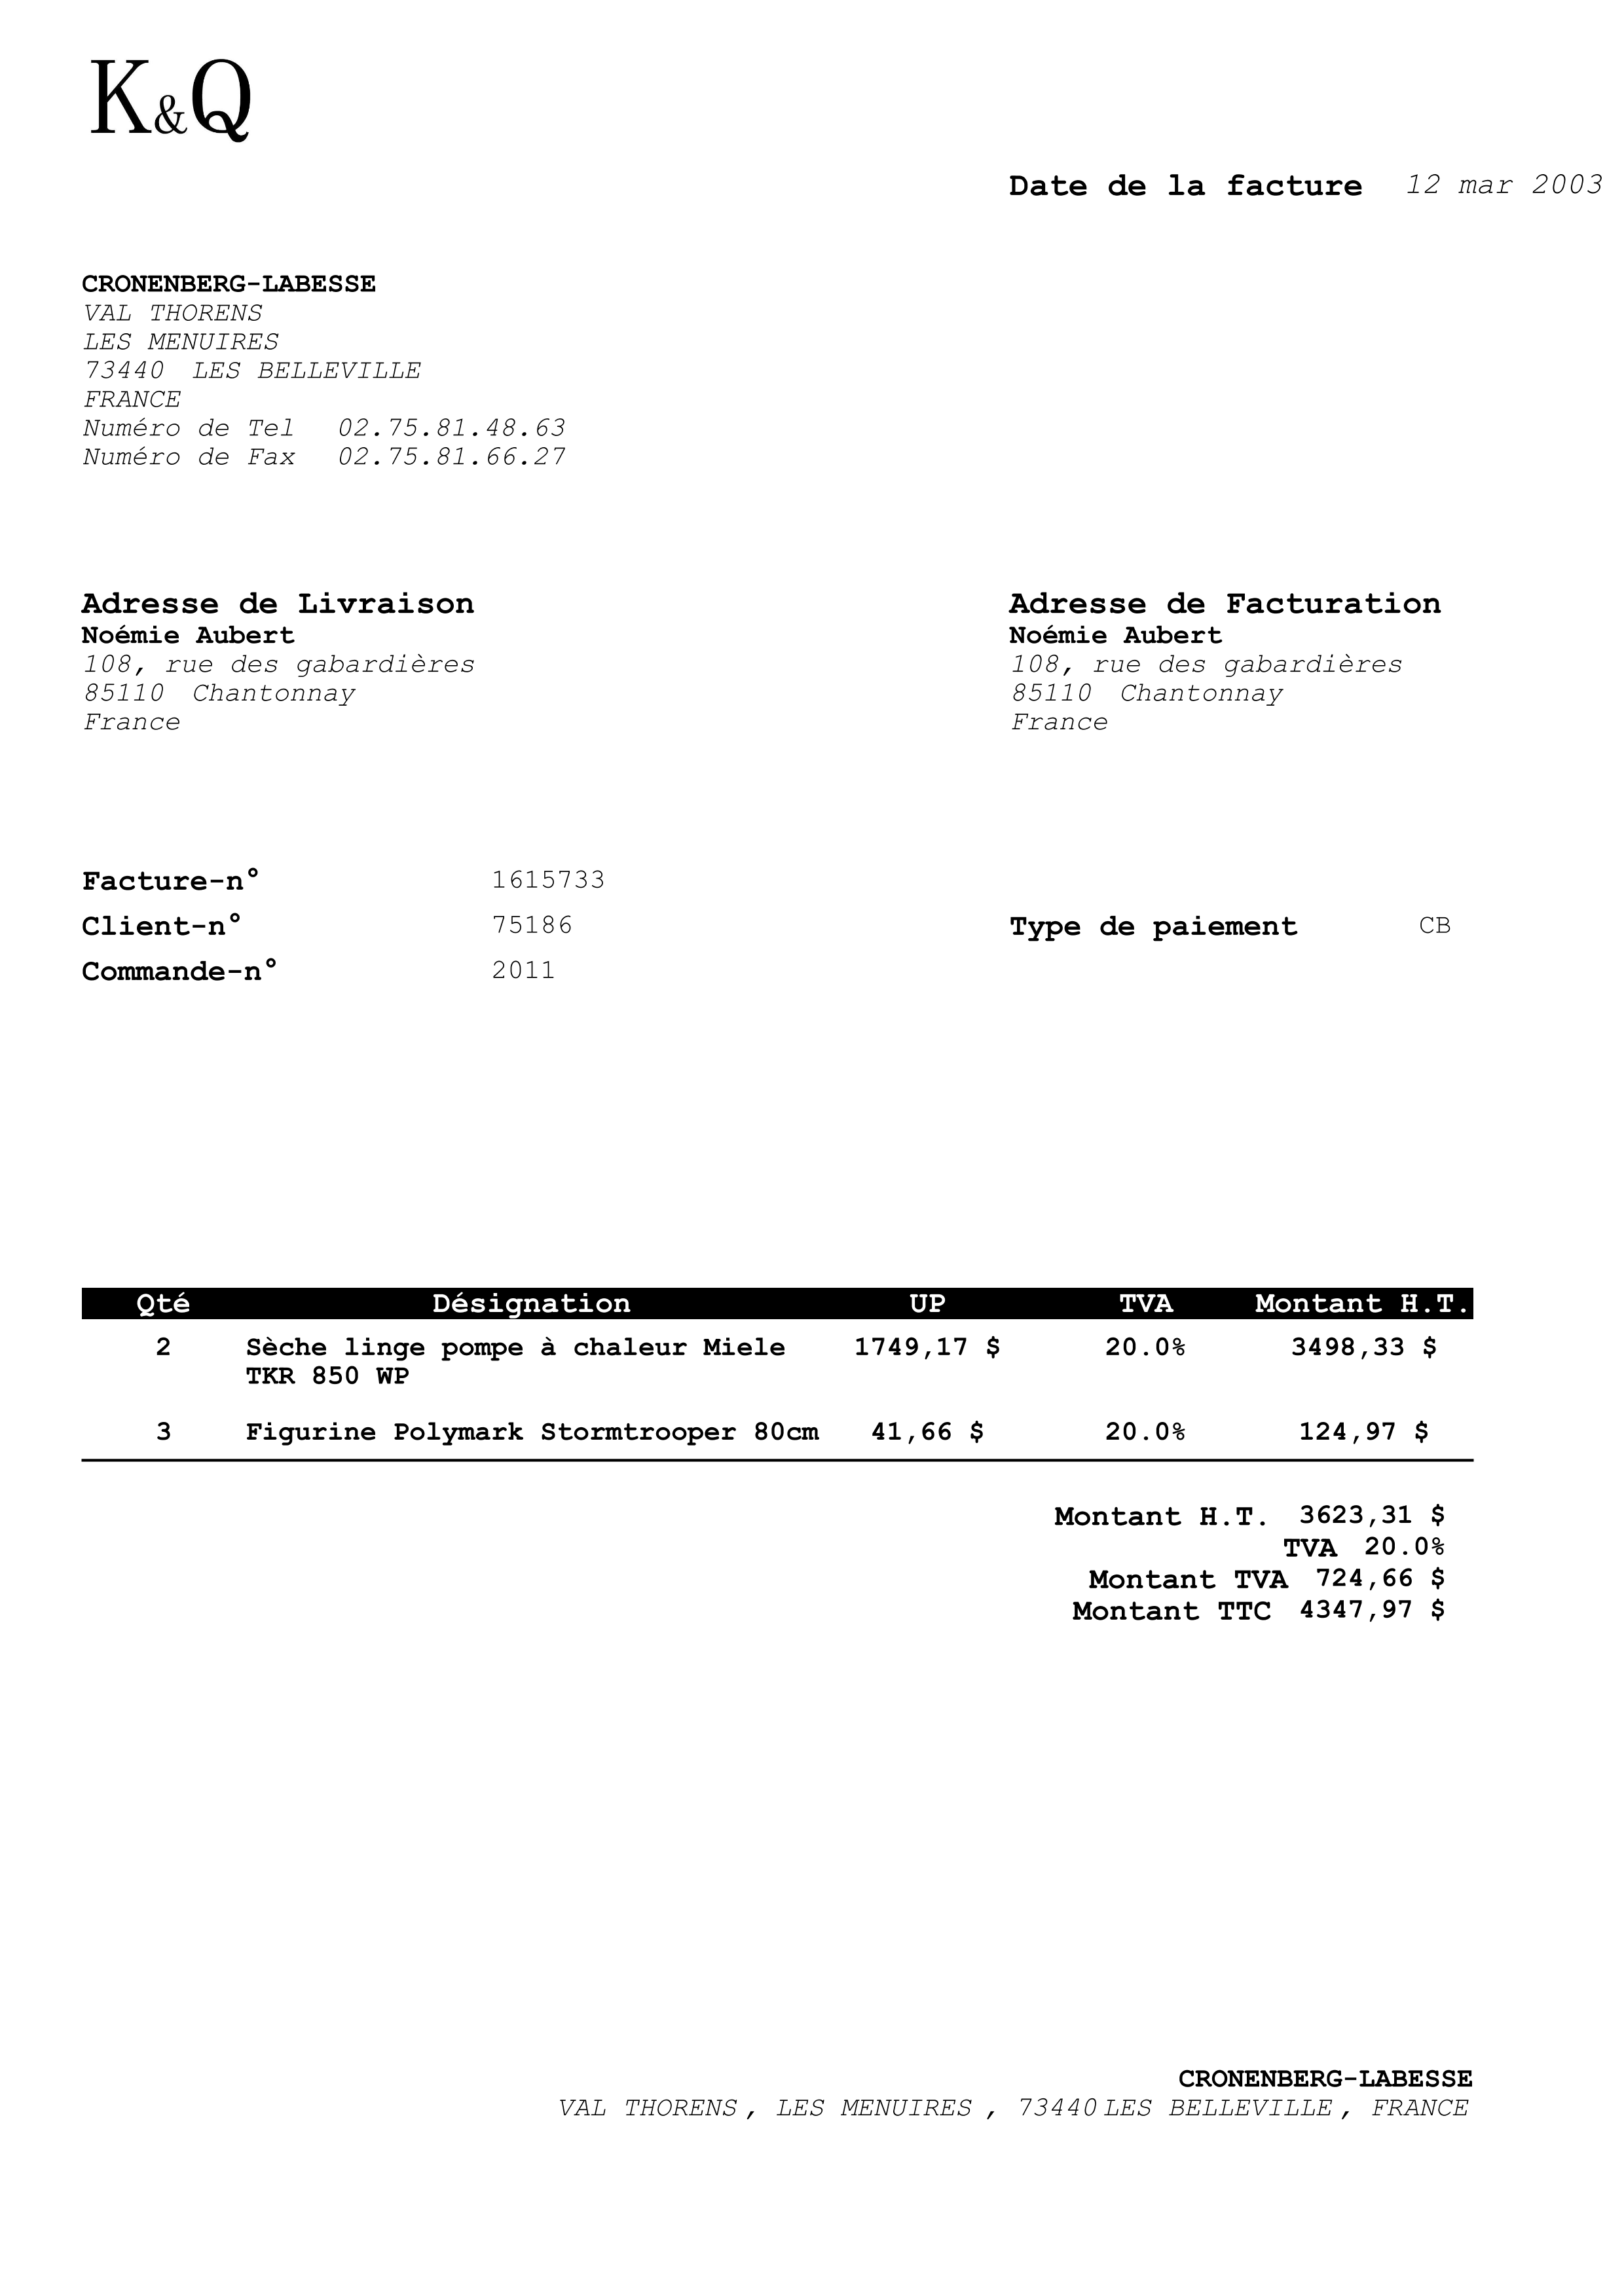 K&Q
Date de la facture 12 mar 2003
CRONENBERG-LABESSE
VAL THORENS
LES MENUIRES
73440 LES BELLEVILLE
FRANCE
Numéro de Tel 02.75.81.48.63
Numéro de Fax 02.75.81.66.27
Adresse de Livraison
Noémie Aubert
108, rue des gabardières
85110 Chantonnay
France
Adresse de Facturation
Noémie Aubert
108, rue des gabardières
85110 Chantonnay
France
Facture-n° 1615733
Client-n° 75186
Commande-n° 2011
Type de paiement CB
Qté Désignation UP TVA Montant H.T.
2 Sèche linge pompe à chaleur Miele 1749,17 $ 20.0% 3498,33 $
TKR 850 WP
3 Figurine Polymark Stormtrooper 80cm 41,66 $ 20.0% 124,97 $
Montant H.T. 3623,31 $
TVA 20.0%
Montant TVA 724,66 $
Montant TTC 4347,97 $
CRONENBERG-LABESSE
VAL THORENS , LES MENUIRES , 73440 LES BELLEVILLE , FRANCE